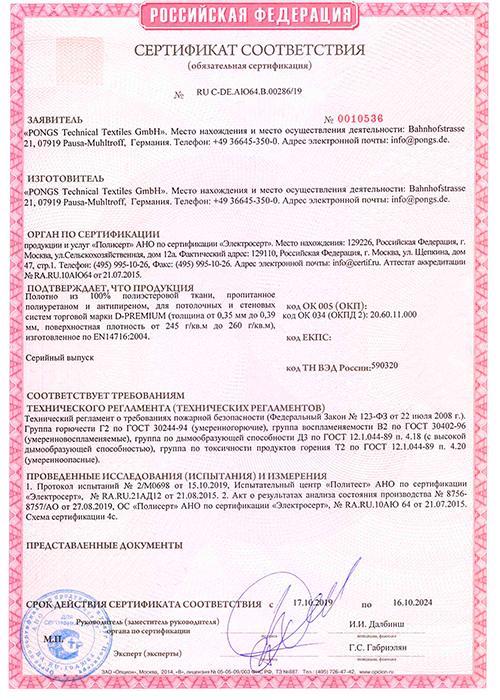 РОССИЙСКАЯ ФЕДЕРАЦИЯ
СЕРТИФИКАТ СООТВЕТСТВИЯ
(обязательная сертификация)
№ RU C-DE.АЮ64.В.00286/19
ЗАЯВИТЕЛЬ № 0010536
«PONGS Technical Textiles GmbH». Место нахождения и место осуществления деятельности: Bahnhofstrasse
21, 07919 Pausa-Muhltroff, Германия. Телефон: +49 36645-350-0. Адрес электронной почты: info@pongs.de.
ИЗГОТОВИТЕЛЬ
«PONGS Technical Textiles GmbH». Место нахождения и место осуществления деятельности: Bahnhofstrasse
21, 07919 Pausa-Muhltroff, Германия. Телефон: +49 36645-350-0. Адрес электронной почты: info@pongs.de.
ОРГАН ПО СЕРТИФИКАЦИИ
продукции и услуг «Полисерт» АНО по сертификации «Электросерт». Место нахождения: 129226, Российская Федерация, г.
Москва, ул.Сельскохозяйственная, дом 12а. Фактический адрес: 129110, Российская Федерация, г. Москва, ул. Щепкина, дом
47, стр.1. Телефон: (495) 995-10-26, Факс: (495) 995-10-26. Адрес электронной почты: info@certif.ru. Аттестат аккредитации
№ RA.RU.10АЮ64 от 21.07.2015.
ПОДТВЕРЖДАЕТ, ЧТО ПРОДУКЦИЯ
Полотно из 100% полиэстеровой ткани, пропитанное
полиуретаном и антипиреном, для потолочных и стеновых
систем торговой марки D-PREMIUM (толщина от 0,35 мм до 0,39
мм, поверхностная плотность от 245 г/кв.м до 260 г/кв.м),
изготовленное по EN14716:2004.
Серийный выпуск
код ОК 005 (ОКП):
код ОК 034 (ОКПД 2): 20.60.11.000
код ЕКПС:
код ТН ВЭД России: 590320
СООТВЕТСТВУЕТ ТРЕБОВАНИЯМ
ТЕХНИЧЕСКОГО РЕГЛАМЕНТА (ТЕХНИЧЕСКИХ РЕГЛАМЕНТОВ)
Технический регламент о требованиях пожарной безопасности (Федеральный Закон № 123-ФЗ от 22 июля 2008 г.).
Группа горючести Г2 по ГОСТ 30244-94 (умеренногорючие), группа воспламеняемости В2 по ГОСТ 30402-96
(умеренновоспламеняемые), группа по дымообразующей способности Д3 по ГОСТ 12.1.044-89 п. 4.18 (с высокой
дымообразующей способностью), группа по токсичности продуктов горения Т2 по ГОСТ 12.1.044-89 п. 4.20
(умеренноопасные).
ПРОВЕДЕННЫЕ ИССЛЕДОВАНИЯ (ИСПЫТАНИЯ) И ИЗМЕРЕНИЯ
1. Протокол испытаний № 2/М0698 от 15.10.2019, Испытательный центр «Политест» АНО по сертификации
«Электросерт», № RA.RU.21АД12 от 21.08.2015. 2. Акт о результатах анализа состояния производства № 8756-
8757/АО от 27.08.2019, ОС «Полисерт» АНО по сертификации «Электросерт», № RA.RU.10АЮ 64 от 21.07.2015.
Схема сертификации 4с.
ПРЕДСТАВЛЕННЫЕ ДОКУМЕНТЫ
СРОК ДЕЙСТВИЯ СЕРТИФИКАТА СООТВЕТСТВИЯ с 17.10.2019 по 16.10.2024
Руководитель (заместитель руководителя)
органа по сертификации
И.И. Далбинш
М.П.
Эксперт (эксперты)
Г.С. Габриэлян
ЗАО «Опцион», Москва, 2014, «В», лицензия № 05-05-09/003 ФНС РФ